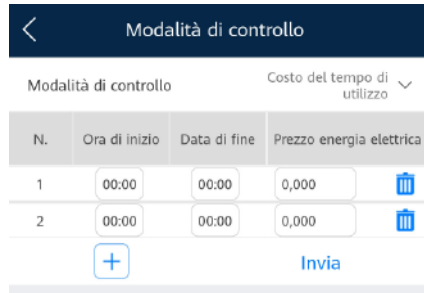 Modalità di controllo
Modalità di controllo
Costo del tempo di
utilizzo
N. Ora di inizio Data di fine Prezzo energia elettrica
1 00:00 00:00 0,000
2 00:00 00:00 0,000
+ Invia